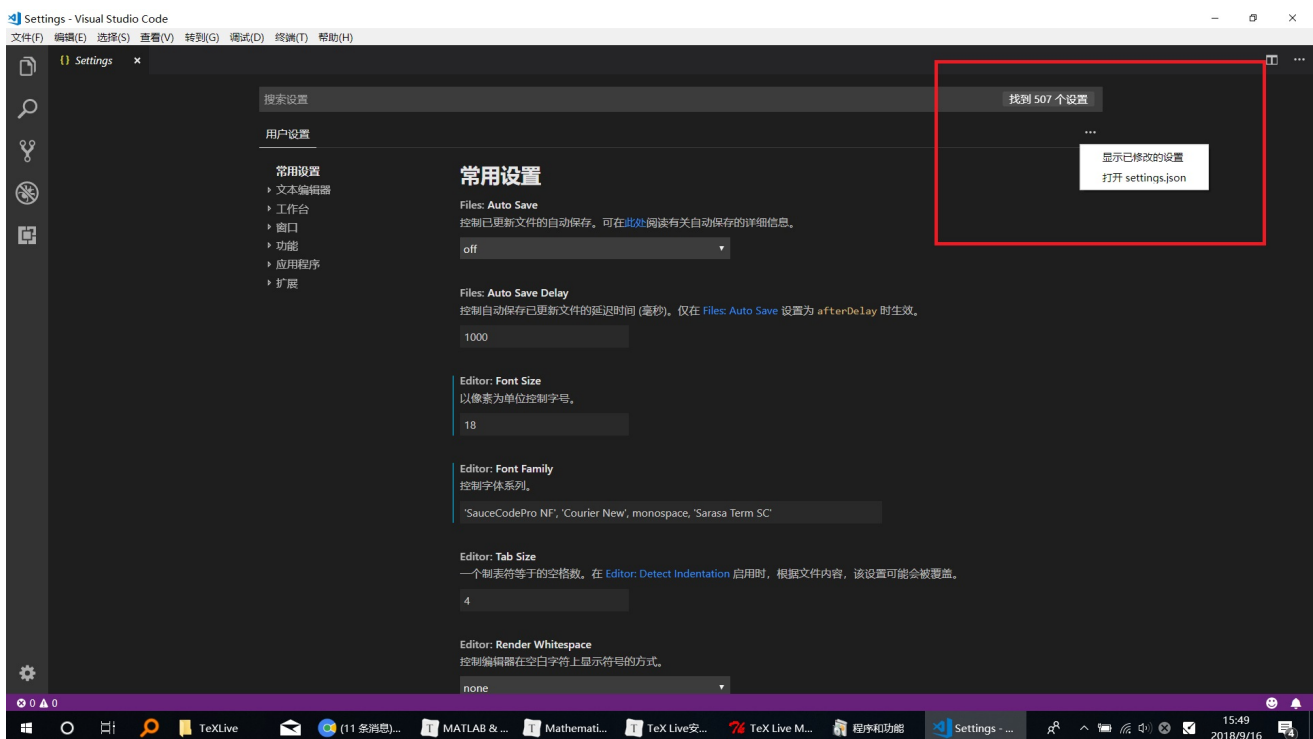 Settings - Visual Studio Code
文件(F) 编辑(E) 选择(S) 查看(V) 转到(G) 调试(D) 终端(T) 帮助(H)
{} Settings ×
搜索设置
找到 507 个设置
用户设置
显示已修改的设置
打开 settings.json
常用设置
文本编辑器
工作台
窗口
功能
应用程序
扩展
常用设置
Files: Auto Save
控制已更新文件的自动保存。可在此处阅读有关自动保存的详细信息。
off
Files: Auto Save Delay
控制自动保存已更新文件的延迟时间 (毫秒)。仅在 Files: Auto Save 设置为 afterDelay 时生效。
1000
Editor: Font Size
以像素为单位控制字号。
18
Editor: Font Family
控制字体系列。
'SauceCodePro NF', 'Courier New', monospace, 'Sarasa Term SC'
Editor: Tab Size
一个制表符等于的空格数。在 Editor: Detect Indentation 启用时，根据文件内容，该设置可能会被覆盖。
4
Editor: Render Whitespace
控制编辑器在空白字符上显示符号的方式。
none
0 0
TeXLive (11 条消息)... MATLAB & ... Mathemati... TeX Live安... TeX Live M... 程序和功能 Settings - ...
15:49
2018/9/16
4